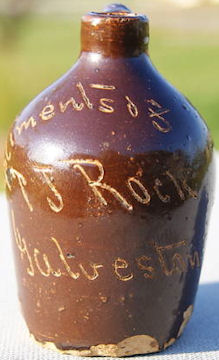 ments of
P J Rock
Galveston